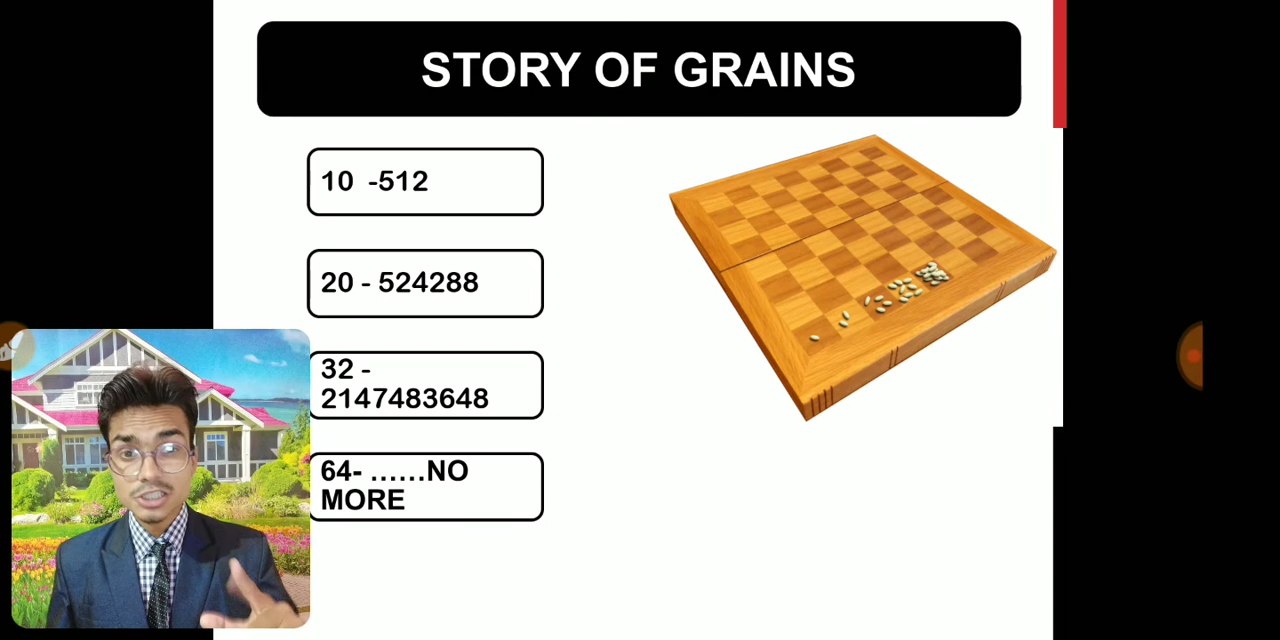 STORY OF GRAINS
10 -512
20 - 524288
32 -
2147483648
64- ......NO
MORE